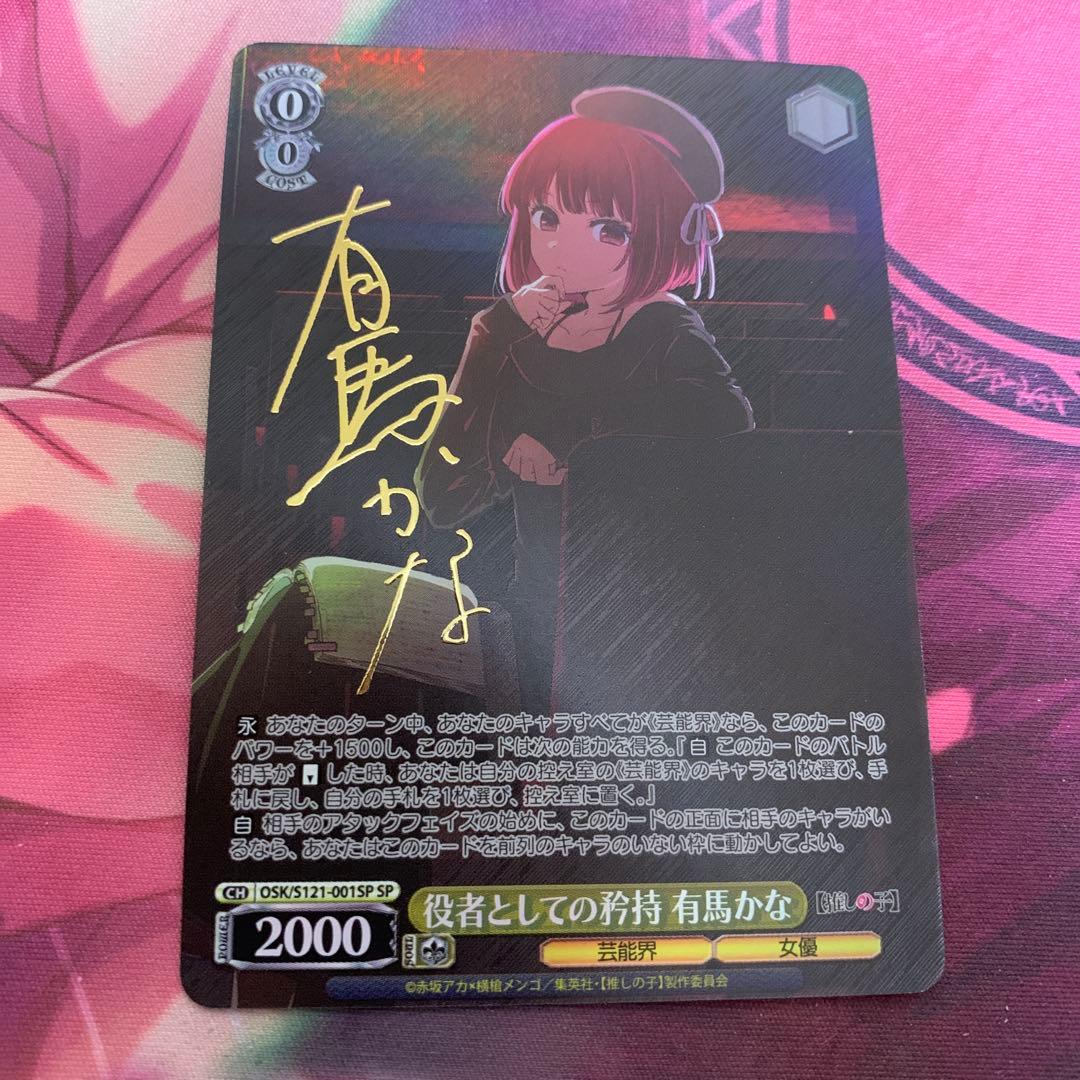 LEVEL
0
0
COST
有馬かな
永 あなたのターン中、あなたのキャラすべてが《芸能界》なら、このカードの
パワーを+1500し、このカードは次の能力を得る。『自 このカードのバトル
相手が した時、あなたは自分の控え室の《芸能界》のキャラを1枚選び、手
札に戻し、自分の手札を1枚選び、控え室に置く。』
自 相手のアタックフェイズの始めに、このカードの正面に相手のキャラがい
るなら、あなたはこのカードを前列のキャラのいない枠に動かしてよい。
CH OSK/S121-001SP SP
役者としての矜持 有馬かな 【推しの子】
POWER 2000 SOUL 芸能界 女優
©赤坂アカ×横槍メンゴ/集英社・【推しの子】製作委員会